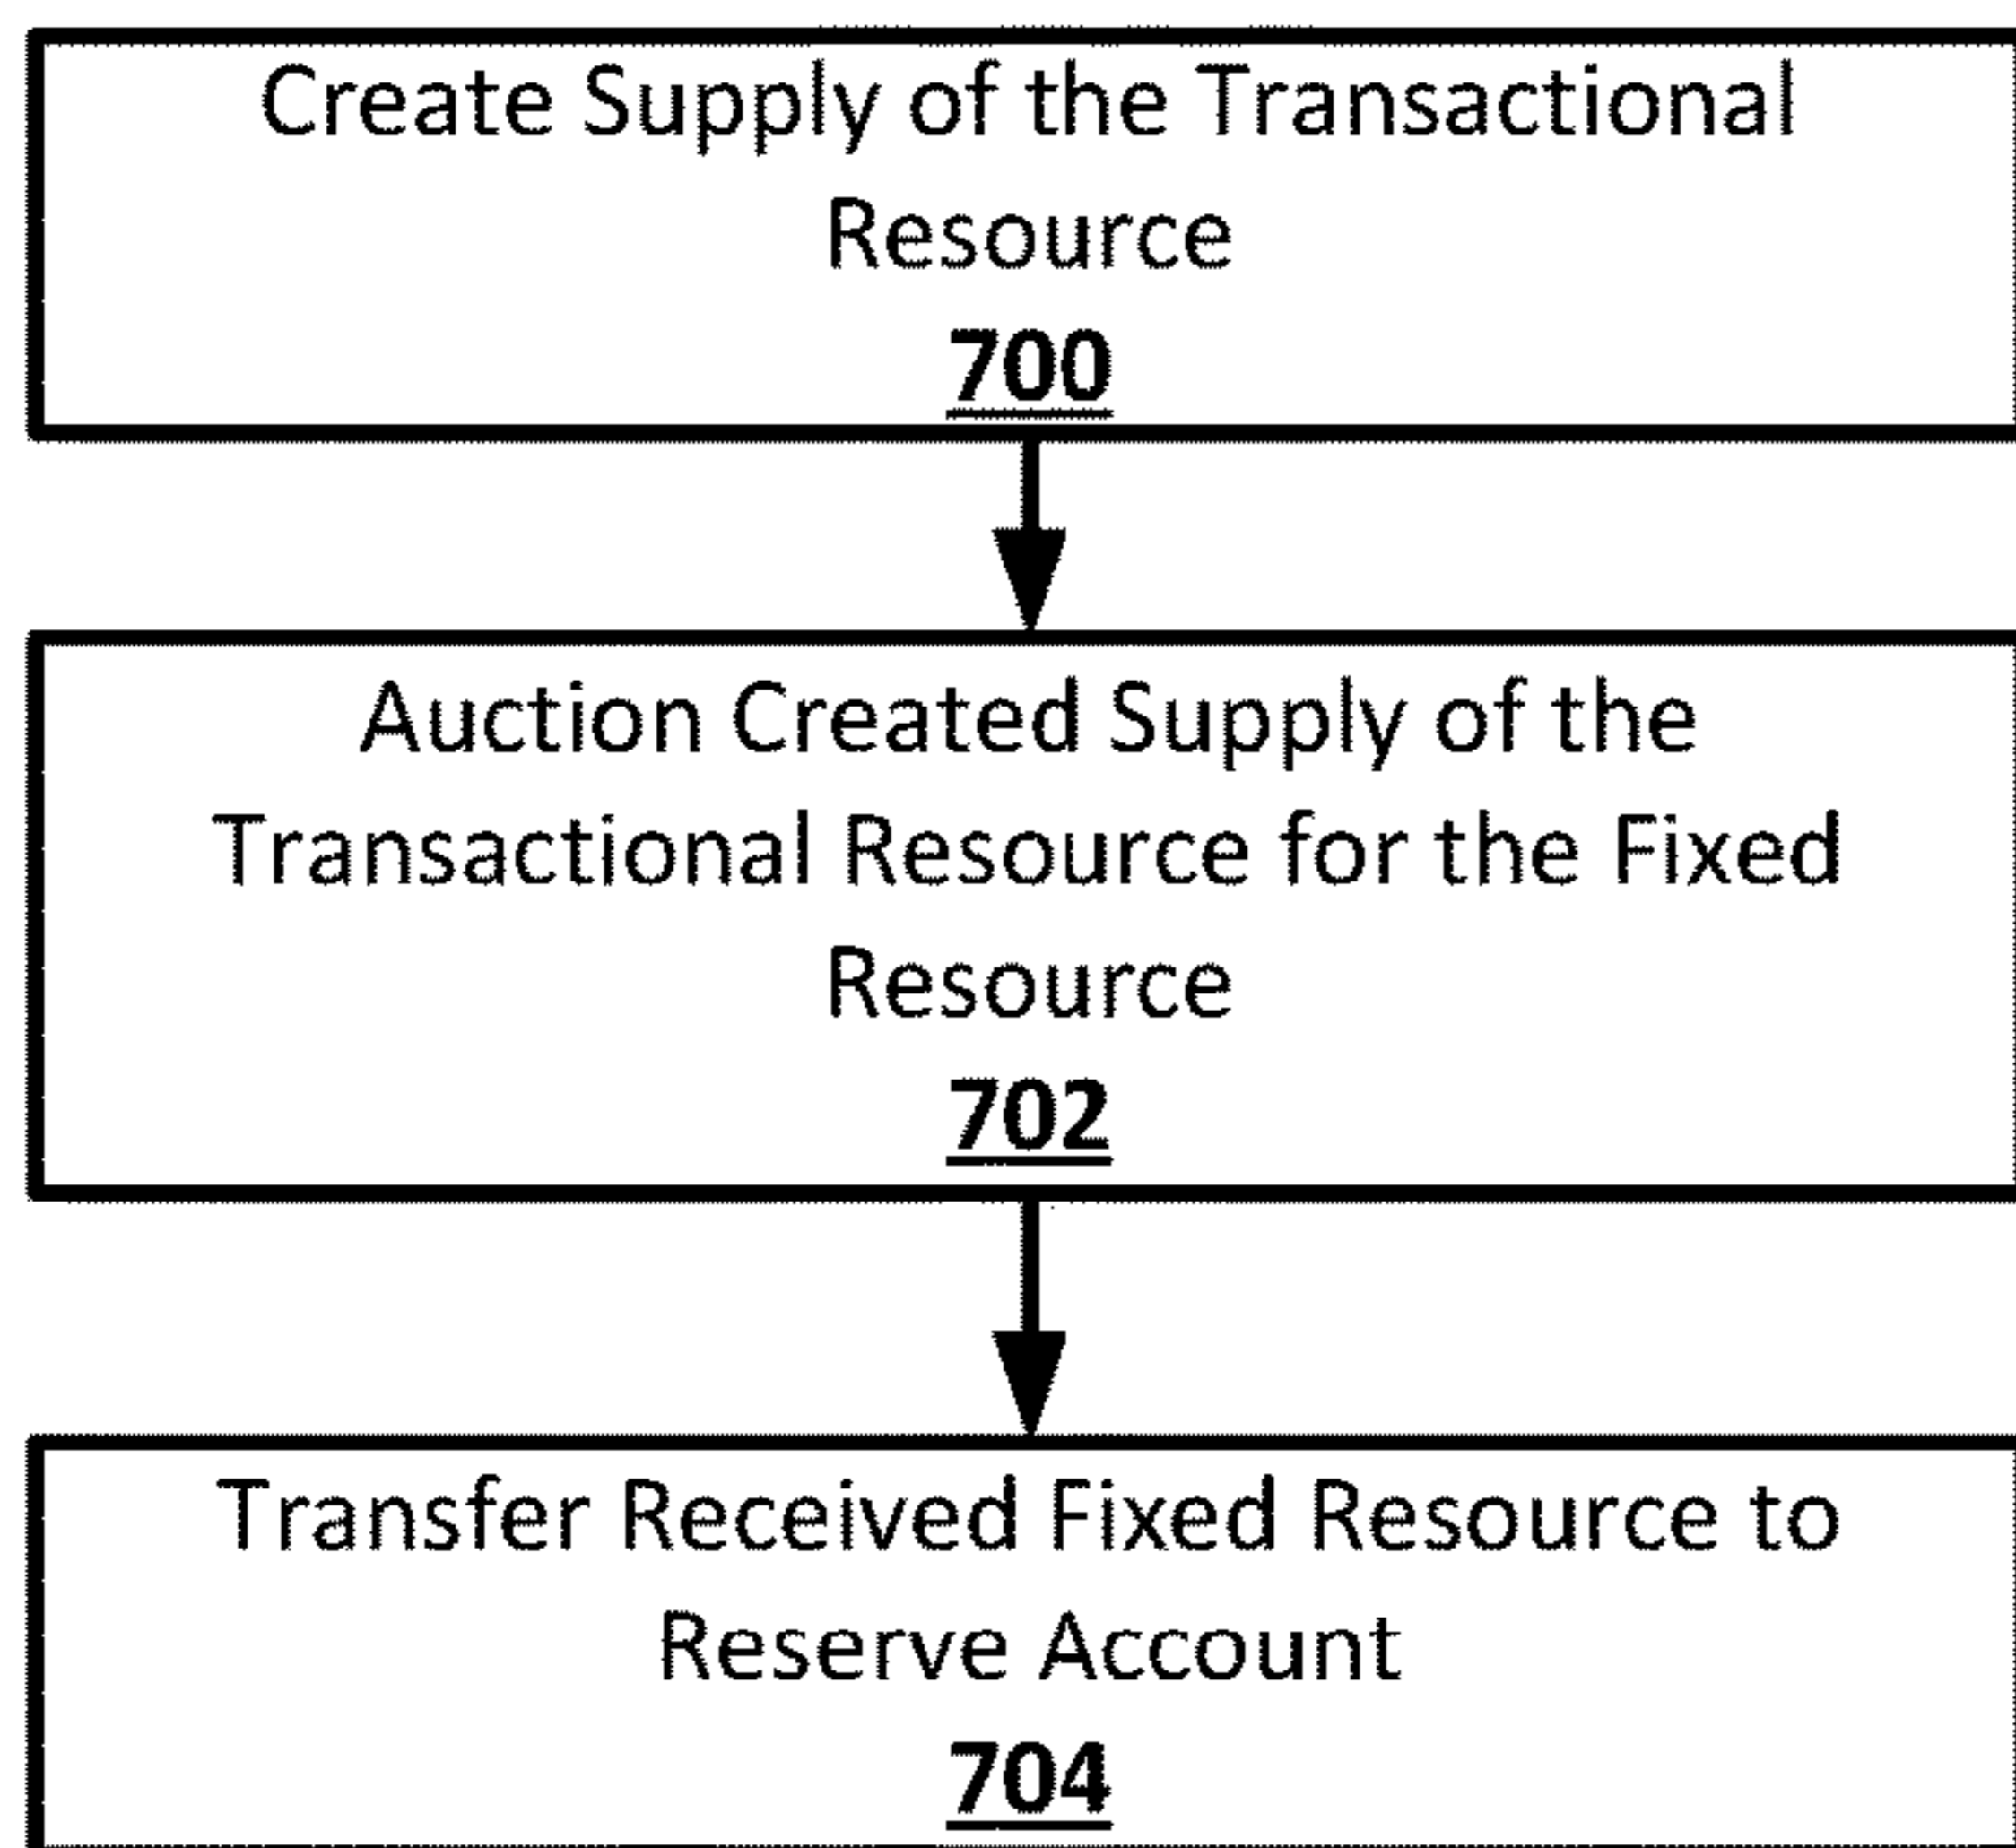 Create Supply of the Transactional
Resource
700
Auction Created Supply of the
Transactional Resource for the Fixed
Resource
702
Transfer Received Fixed Resource to
Reserve Account
704